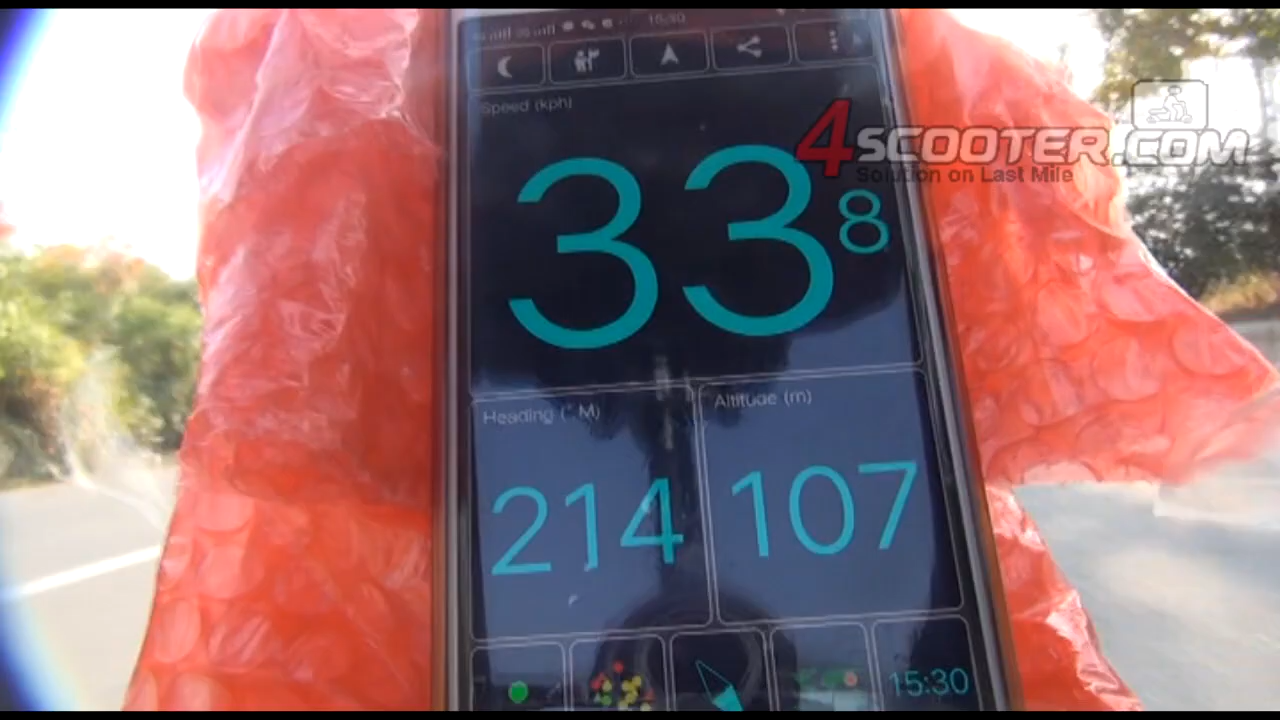 15:30
Speed (kph)
4SCOOTER.COM
Solution on Last Mile
33
8
Heading (°M)
Altitude (m)
214
107
15:30